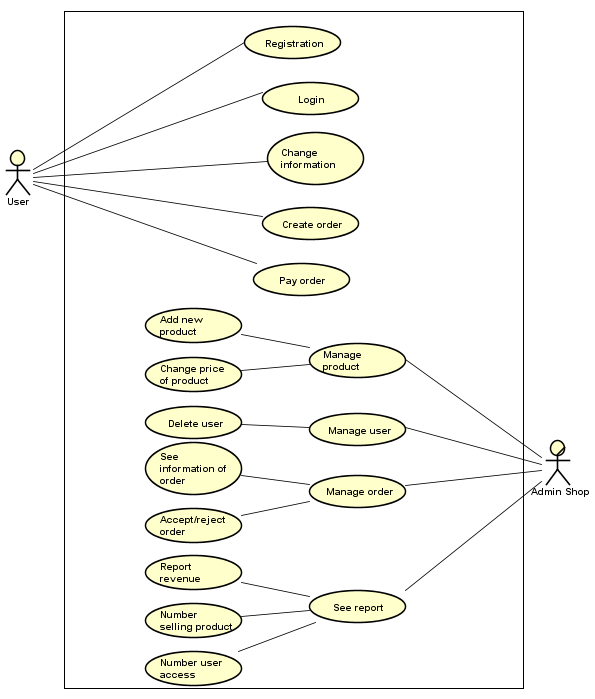 Registration
Login
Change
information
User
Create order
Pay order
Add new
product
Manage
product
Change price
of product
Delete user
Manage user
See
information of
order
Manage order
Admin Shop
Accept/reject
order
Report
revenue
See report
Number
selling product
Number user
access